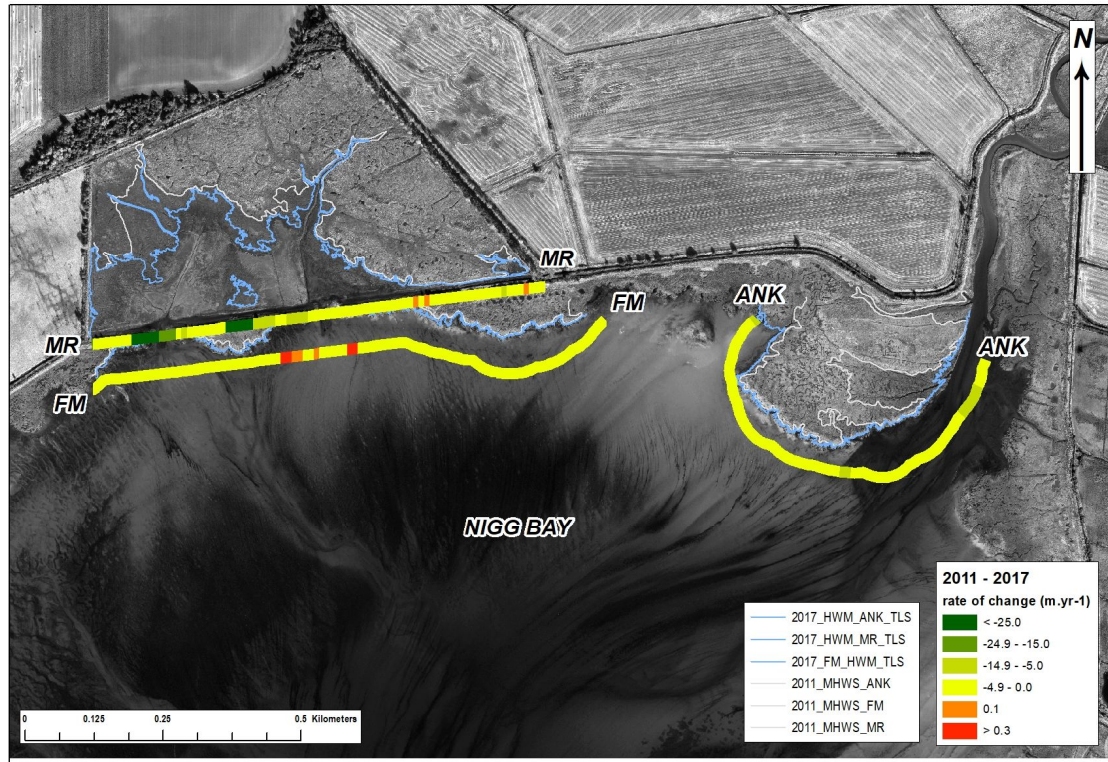 N
MR
FM
ANK
ANK
MR
FM
NIGG BAY
2017_HWM_ANK_TLS
2017_HWM_MR_TLS
2017_FM_HWM_TLS
2011_MHWS_ANK
2011_MHWS_FM
2011_MHWS_MR
2011 - 2017
rate of change (m.yr-1)
< -25.0
-24.9 - -15.0
-14.9 - -5.0
-4.9 - 0.0
0.1
> 0.3
0 0.125 0.25 0.5 Kilometers